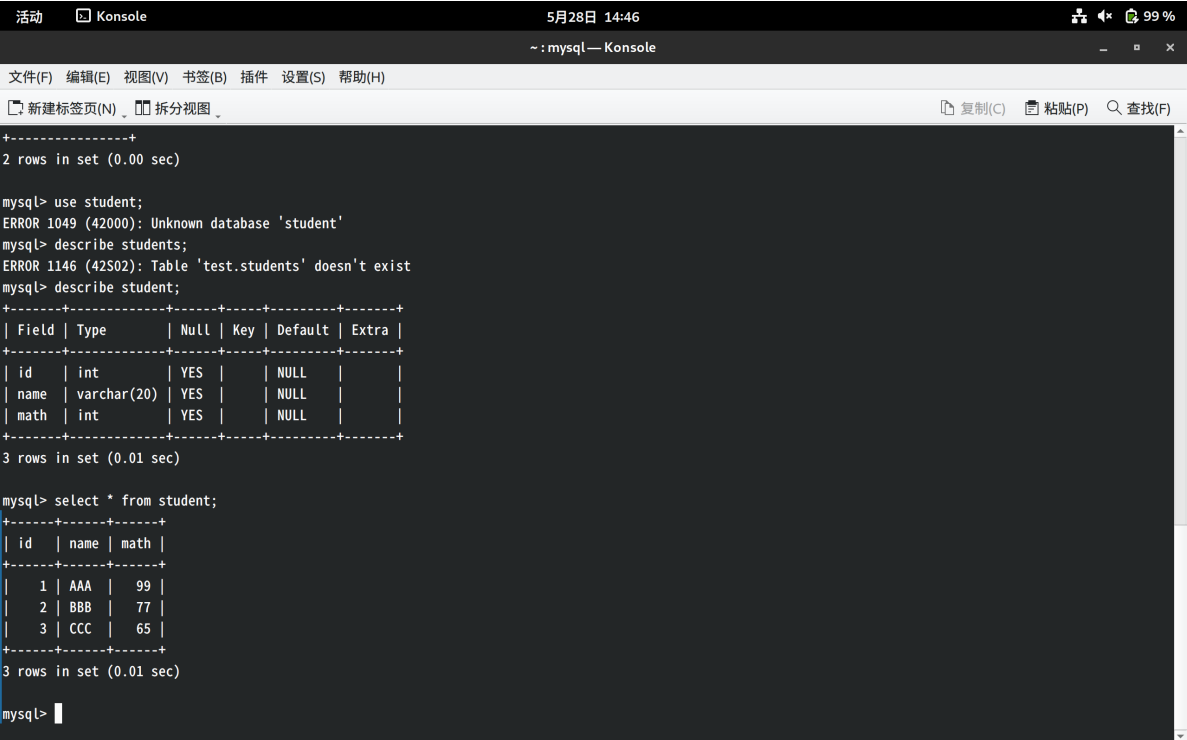 活动 Konsole 5月28日 14:46 99 %
~ : mysql — Konsole
文件(F) 编辑(E) 视图(V) 书签(B) 插件 设置(S) 帮助(H)
新建标签页(N) 拆分视图 复制(C) 粘贴(P) 查找(F)
+----------------+
2 rows in set (0.00 sec)
mysql> use student;
ERROR 1049 (42000): Unknown database 'student'
mysql> describe students;
ERROR 1146 (42S02): Table 'test.students' doesn't exist
mysql> describe student;
+-------+-------------+------+-----+---------+-------+
| Field | Type        | Null | Key | Default | Extra |
+-------+-------------+------+-----+---------+-------+
| id    | int         | YES  |     | NULL    |       |
| name  | varchar(20) | YES  |     | NULL    |       |
| math  | int         | YES  |     | NULL    |       |
+-------+-------------+------+-----+---------+-------+
3 rows in set (0.01 sec)
mysql> select * from student;
+------+------+------+
| id   | name | math |
+------+------+------+
|    1 | AAA  |   99 |
|    2 | BBB  |   77 |
|    3 | CCC  |   65 |
+------+------+------+
3 rows in set (0.01 sec)
mysql>